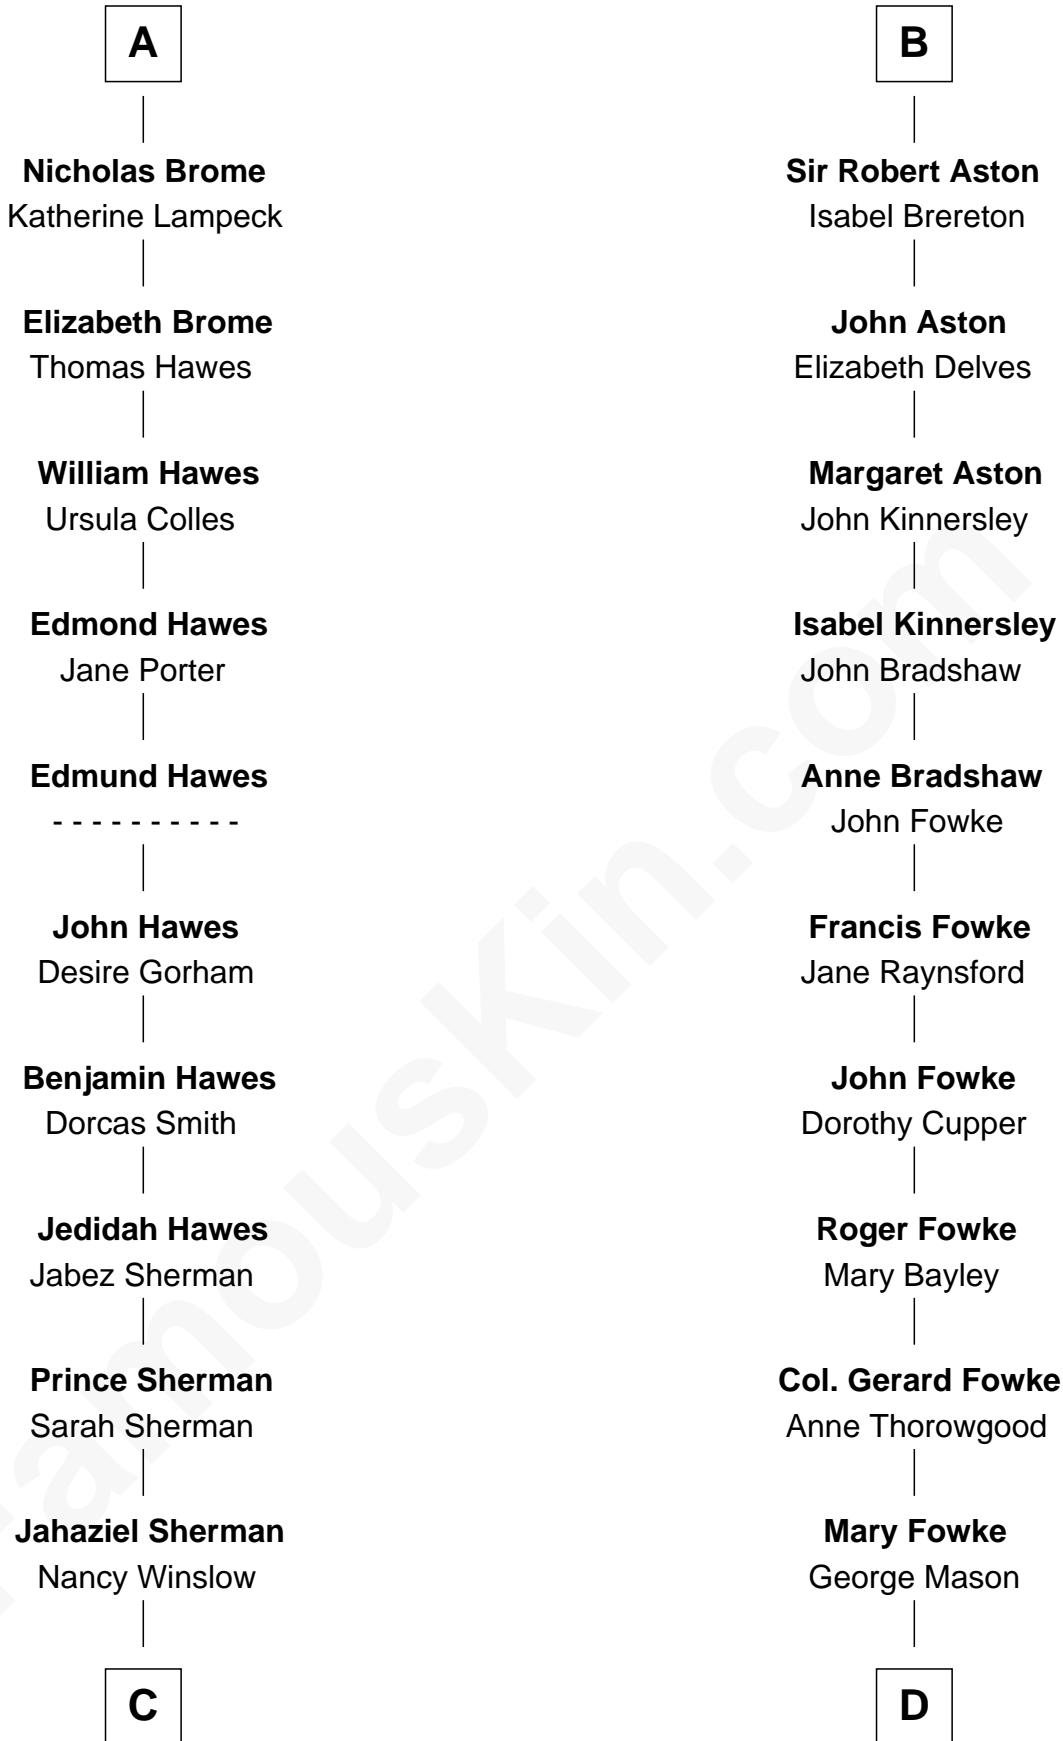 A
Nicholas Brome
Katherine Lampeck
Elizabeth Brome
Thomas Hawes
William Hawes
Ursula Colles
Edmond Hawes
Jane Porter
Edmund Hawes
- - - - - - - - - -
John Hawes
Desire Gorham
Benjamin Hawes
Dorcas Smith
Jedidah Hawes
Jabez Sherman
Prince Sherman
Sarah Sherman
Jahaziel Sherman
Nancy Winslow
C
B
Sir Robert Aston
Isabel Brereton
John Aston
Elizabeth Delves
Margaret Aston
John Kinnersley
Isabel Kinnersley
John Bradshaw
Anne Bradshaw
John Fowke
Francis Fowke
Jane Raynsford
John Fowke
Dorothy Cupper
Roger Fowke
Mary Bayley
Col. Gerard Fowke
Anne Thorowgood
Mary Fowke
George Mason
D
FamousKin.com